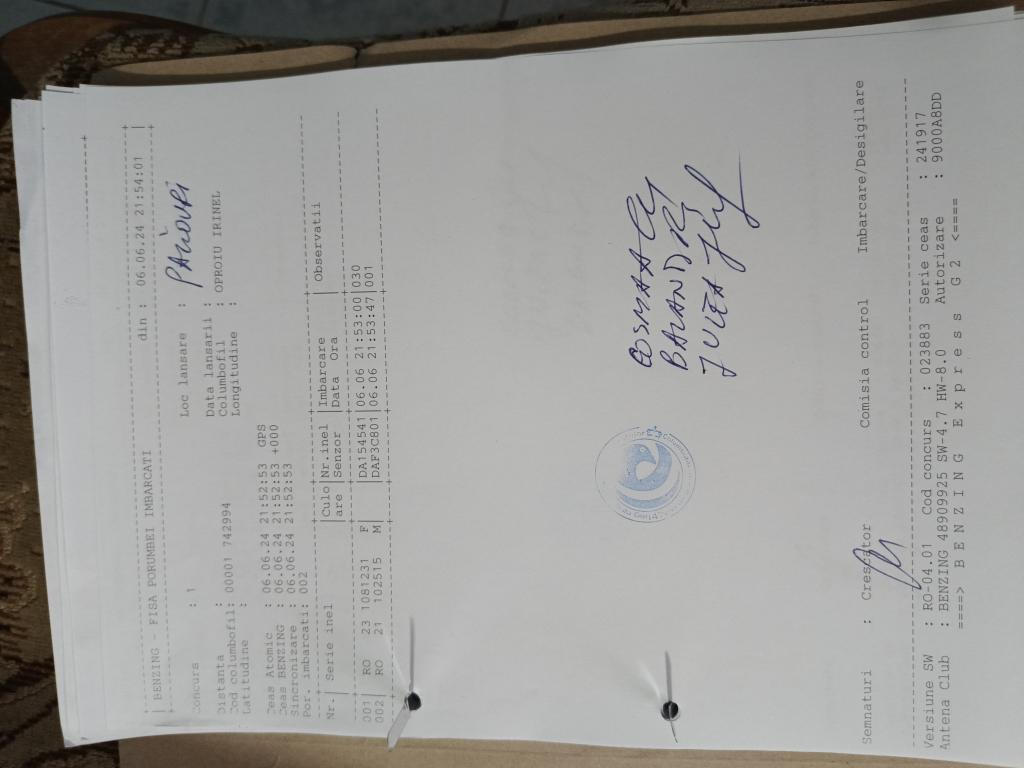 BENZING - FISA PORUMBEI IMBARCATI din : 06.06.24 21:54:01
Concurs : 1 Loc lansare :
Distanta : Data lansarii :
Cod columbofil: 00001 742994 Columbofil : OPROIU IRINEL
Latitudine : Longitudine :
Ceas Atomic : 06.06.24 21:52:53 GPS
Ceas BENZING : 06.06.24 21:52:53 +000
Sincronizare : 06.06.24 21:52:53
Por. imbarcati: 002
Nr.| Serie inel |Culo|Nr.inel |Imbarcare | Observatii
|are |Senzor |Data Ora |
001| RO 23 1081231 F| |DA154541|06.06 21:53:00|030
002| RO 21 102515 M| |DAF3C801|06.06 21:53:47|001
COSMA
JULEA
Semnaturi : Crescator Comisia control Imbarcare/Desigilare
Versiune SW : RO-04.01 Cod concurs : 023883 Serie ceas : 241917
Antena Club : BENZING 48909925 SW-4.7 HW-8.0 Autorizare : 9000A8DD
====> B E N Z I N G E x p r e s s G 2 <====